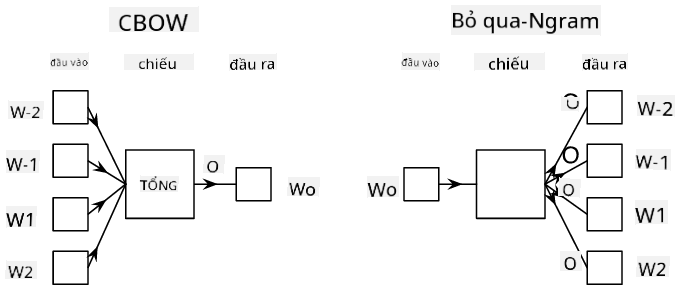 CBOW
đầu vào
chiếu
đầu ra
W-2
W-1
W1
W2
TỔNG
O
Wo
Bỏ qua-Ngram
đầu vào
chiếu
đầu ra
Wo
O
O
O
O
W-2
W-1
W1
W2